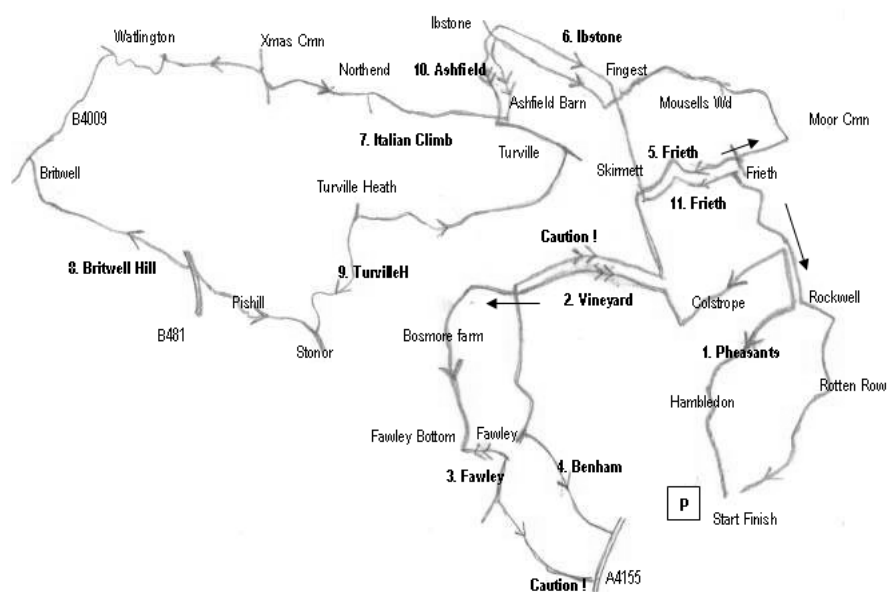 Ibstone
6. Ibstone
Watlington
Xmas Cmn
Northend
10. Ashfield
Fingest
Ashfield Barn
Mousells Wd
Moor Cmn
B4009
7. Italian Climb
Turville
5. Frieth
Skirmett
Frieth
Britwell
Turville Heath
11. Frieth
Caution !
8. Britwell Hill
9. TurvilleH
2. Vineyard
Colstrope
Rockwell
Pishill
B481
Stonor
Bosmore farm
1. Pheasants
Hambledon
Rotten Row
Fawley Bottom
Fawley
3. Fawley
4. Benham
P
Start Finish
Caution !
A4155